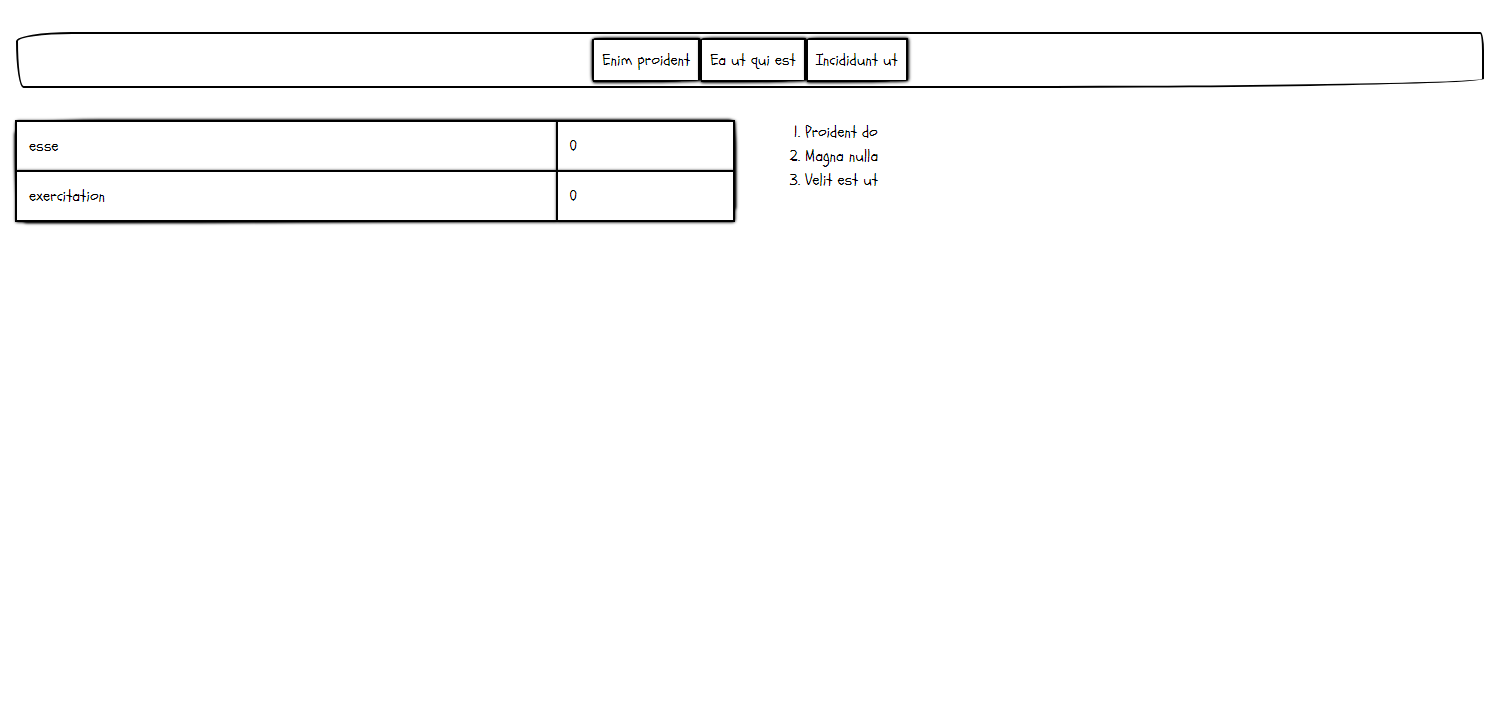 Enim proident Ea ut qui est Incididunt ut
esse 0
exercitation 0
1. Proident do
2. Magna nulla
3. Velit est ut